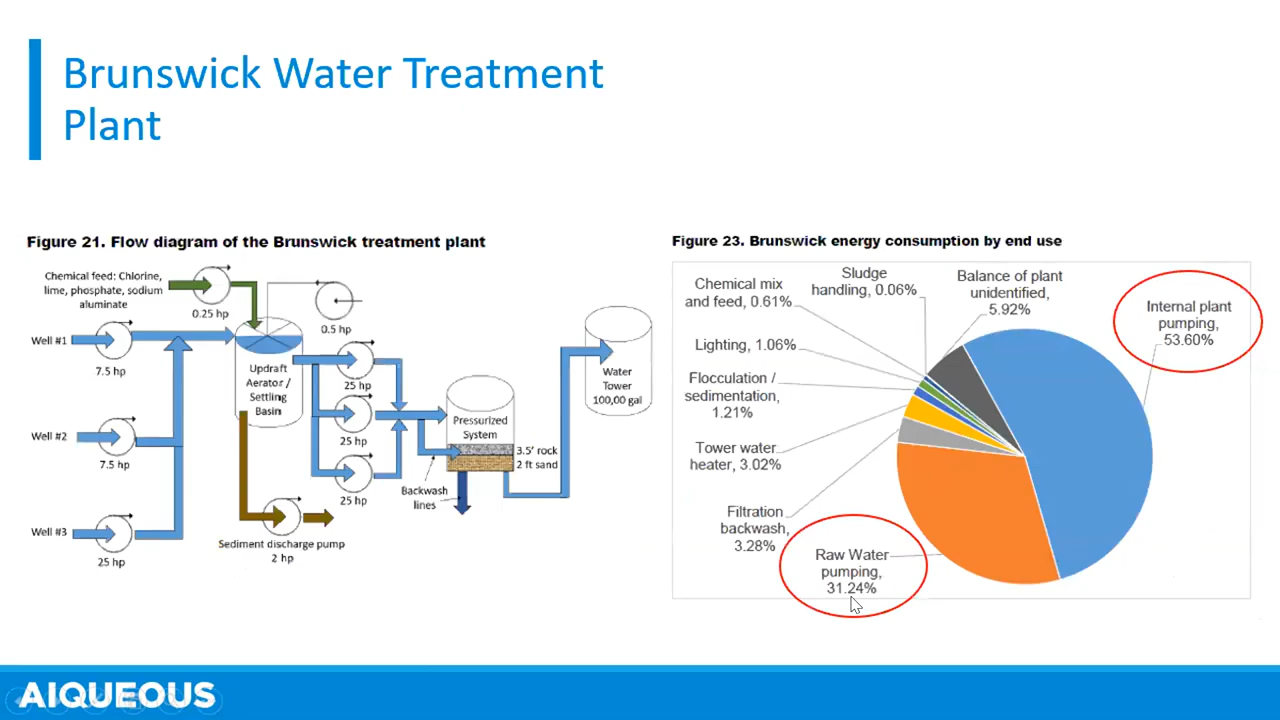 Brunswick Water Treatment
Plant
Figure 21. Flow diagram of the Brunswick treatment plant
Chemical feed: Chlorine,
lime, phosphate, sodium
aluminate
0.25 hp
0.5 hp
Well #1
7.5 hp
Updraft
Aerator /
Settling
Basin
25 hp
Well #2
7.5 hp
25 hp
25 hp
Pressurized
System
3.5' rock
2 ft sand
Backwash
lines
Water
Tower
100,00 gal
Well #3
25 hp
Sediment discharge pump
2 hp
Figure 23. Brunswick energy consumption by end use
Chemical mix
and feed, 0.61%
Sludge
handling, 0.06%
Balance of plant
unidentified,
5.92%
Internal plant
pumping,
53.60%
Lighting, 1.06%
Flocculation /
sedimentation,
1.21%
Tower water
heater, 3.02%
Filtration
backwash,
3.28%
Raw Water
pumping,
31.24%
AIQUEOUS